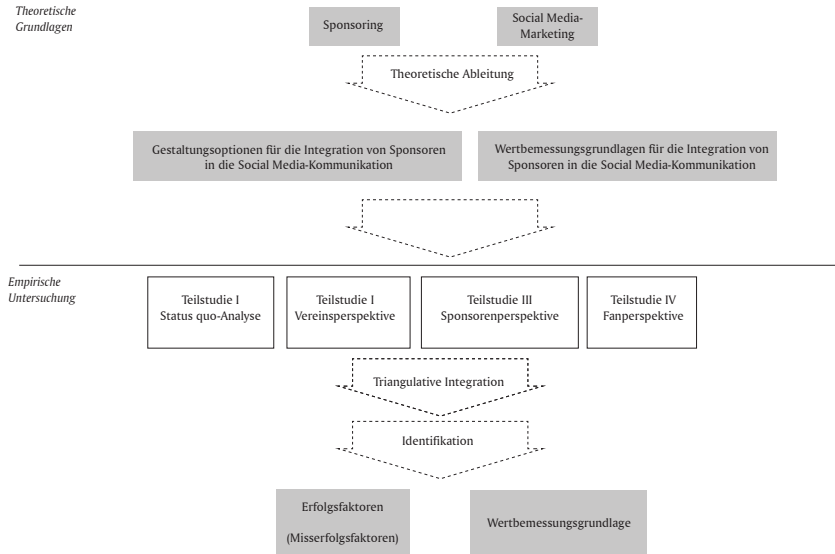 Theoretische
Grundlagen
Sponsoring
Social Media-
Marketing
Theoretische Ableitung
Gestaltungsoptionen für die Integration von Sponsoren
in die Social Media-Kommunikation
Wertbemessungsgrundlagen für die Integration von
Sponsoren in die Social Media-Kommunikation
Empirische
Untersuchung
Teilstudie I
Status quo-Analyse
Teilstudie I
Vereinsperspektive
Teilstudie III
Sponsorenperspektive
Teilstudie IV
Fanperspektive
Triangulative Integration
Identifikation
Erfolgsfaktoren
(Misserfolgsfaktoren)
Wertbemessungsgrundlage